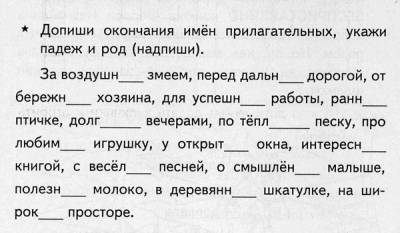 ★ Допиши окончания имён прилагательных, укажи
падеж и род (надпиши).
За воздушн___ змеем, перед дальн___ дорогой, от
бережн___ хозяина, для успешн___ работы, ранн___
птичке, долг_____ вечерами, по тёпл_____ песку, про
любим___ игрушку, у открыт___ окна, интересн___
книгой, с весёл___ песней, о смышлён___ малыше,
полезн___ молоко, в деревянн___ шкатулке, на ши-
рок___ просторе.